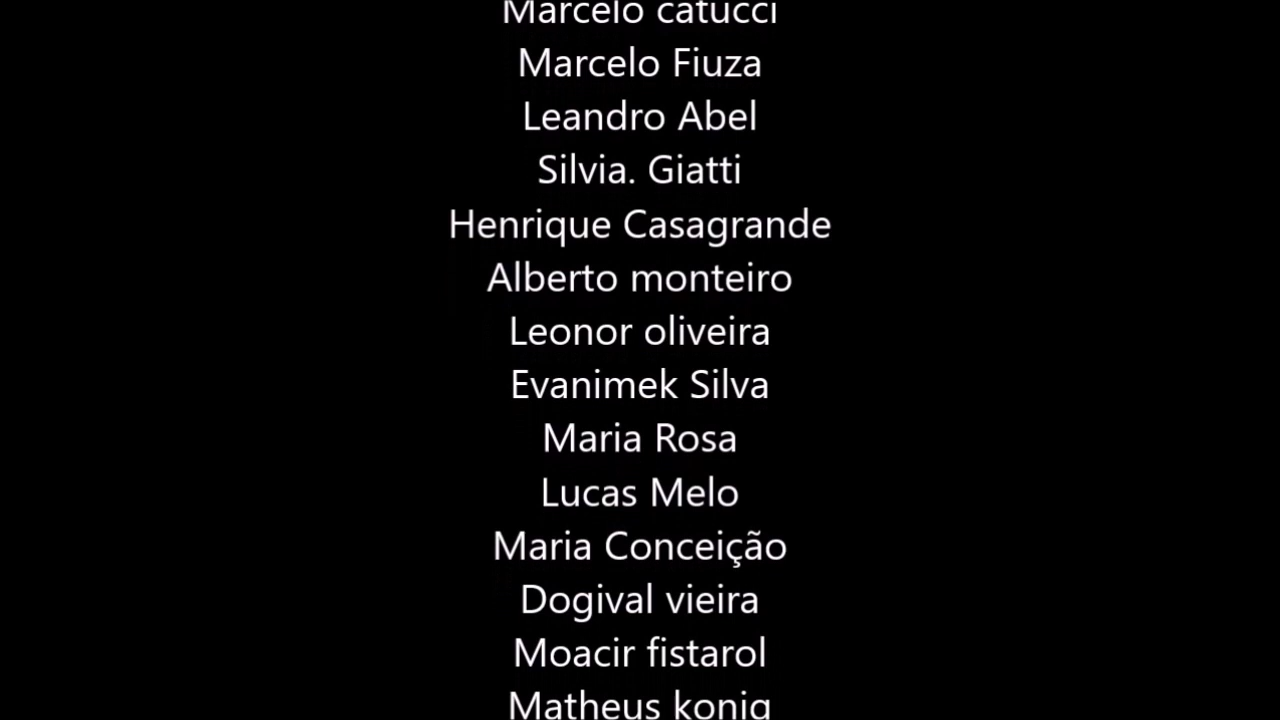 Marcelo catucci
Marcelo Fiuza
Leandro Abel
Silvia. Giatti
Henrique Casagrande
Alberto monteiro
Leonor oliveira
Evanimek Silva
Maria Rosa
Lucas Melo
Maria Conceição
Dogival vieira
Moacir fistarol
Matheus konig